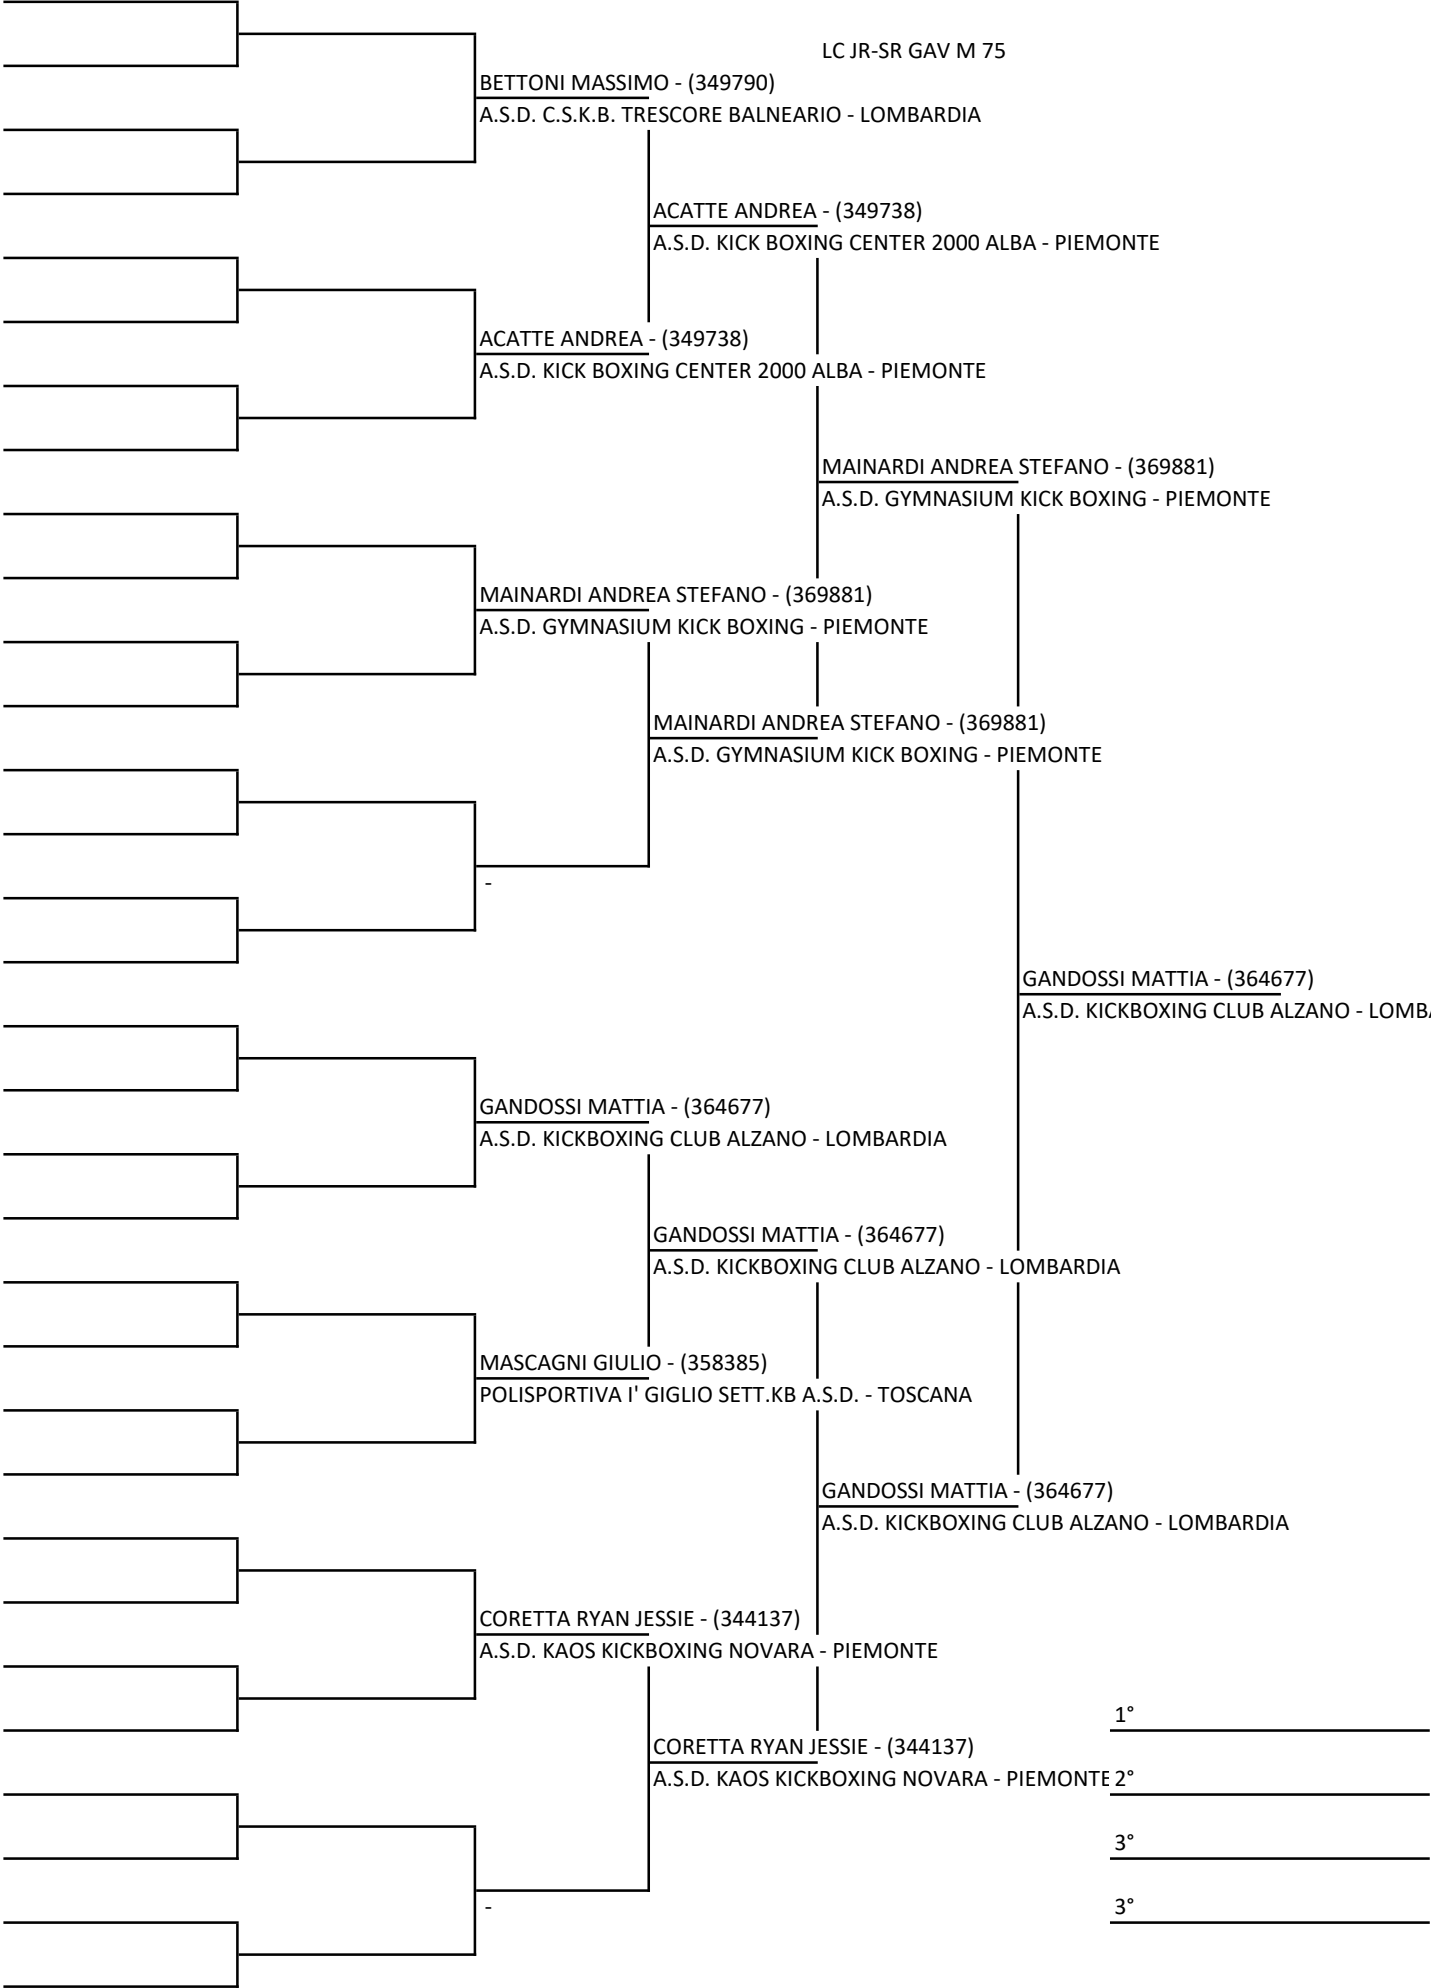 LC JR-SR GAV M 75
BETTONI MASSIMO - (349790)
A.S.D. C.S.K.B. TRESCORE BALNEARIO - LOMBARDIA
ACATTE ANDREA - (349738)
A.S.D. KICK BOXING CENTER 2000 ALBA - PIEMONTE
ACATTE ANDREA - (349738)
A.S.D. KICK BOXING CENTER 2000 ALBA - PIEMONTE
MAINARDI ANDREA STEFANO - (369881)
A.S.D. GYMNASIUM KICK BOXING - PIEMONTE
MAINARDI ANDREA STEFANO - (369881)
A.S.D. GYMNASIUM KICK BOXING - PIEMONTE
MAINARDI ANDREA STEFANO - (369881)
A.S.D. GYMNASIUM KICK BOXING - PIEMONTE
-
GANDOSSI MATTIA - (364677)
A.S.D. KICKBOXING CLUB ALZANO - LOMBA
GANDOSSI MATTIA - (364677)
A.S.D. KICKBOXING CLUB ALZANO - LOMBARDIA
GANDOSSI MATTIA - (364677)
A.S.D. KICKBOXING CLUB ALZANO - LOMBARDIA
MASCAGNI GIULIO - (358385)
POLISPORTIVA I' GIGLIO SETT.KB A.S.D. - TOSCANA
GANDOSSI MATTIA - (364677)
A.S.D. KICKBOXING CLUB ALZANO - LOMBARDIA
CORETTA RYAN JESSIE - (344137)
A.S.D. KAOS KICKBOXING NOVARA - PIEMONTE
1°
CORETTA RYAN JESSIE - (344137)
A.S.D. KAOS KICKBOXING NOVARA - PIEMONTE 2°
3°
-
3°